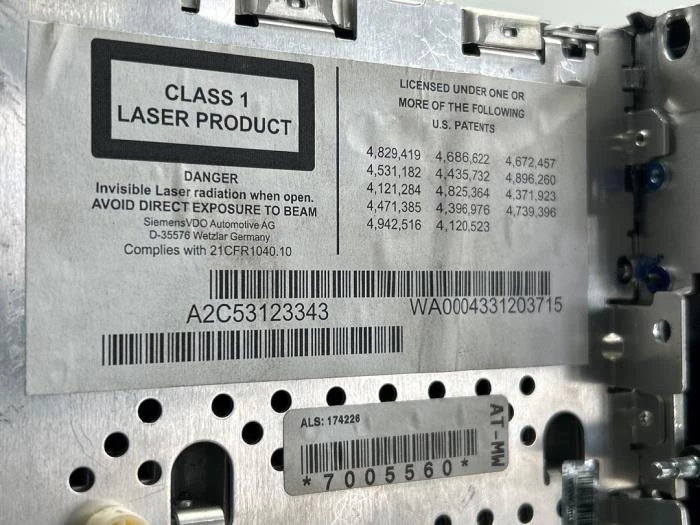 CLASS 1
LASER PRODUCT
DANGER
Invisible Laser radiation when open.
AVOID DIRECT EXPOSURE TO BEAM
SiemensVDO Automotive AG
D-35576 Wetzlar Germany
Complies with 21CFR1040.10
LICENSED UNDER ONE OR
MORE OF THE FOLLOWING
U.S. PATENTS
4,829,419 4,686,622 4,672,457
4,531,182 4,435,732 4,896,260
4,121,284 4,825,364 4,371,923
4,471,385 4,396,976 4,739,396
4,942,516 4,120,523
A2C53123343 WA0004331203715
ALS: 174226
*7005560*
AT-MW